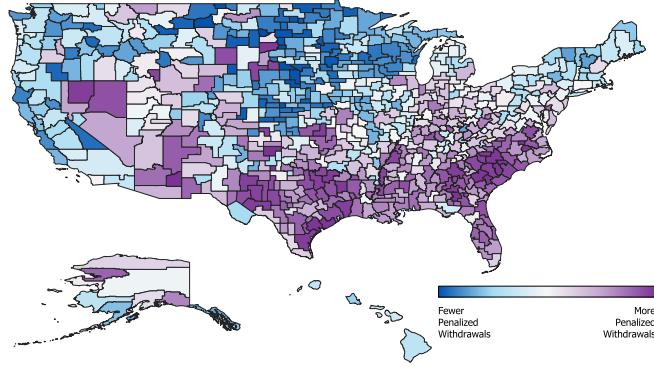 Fewer
Penalized
Withdrawals
More
Penalized
Withdrawals